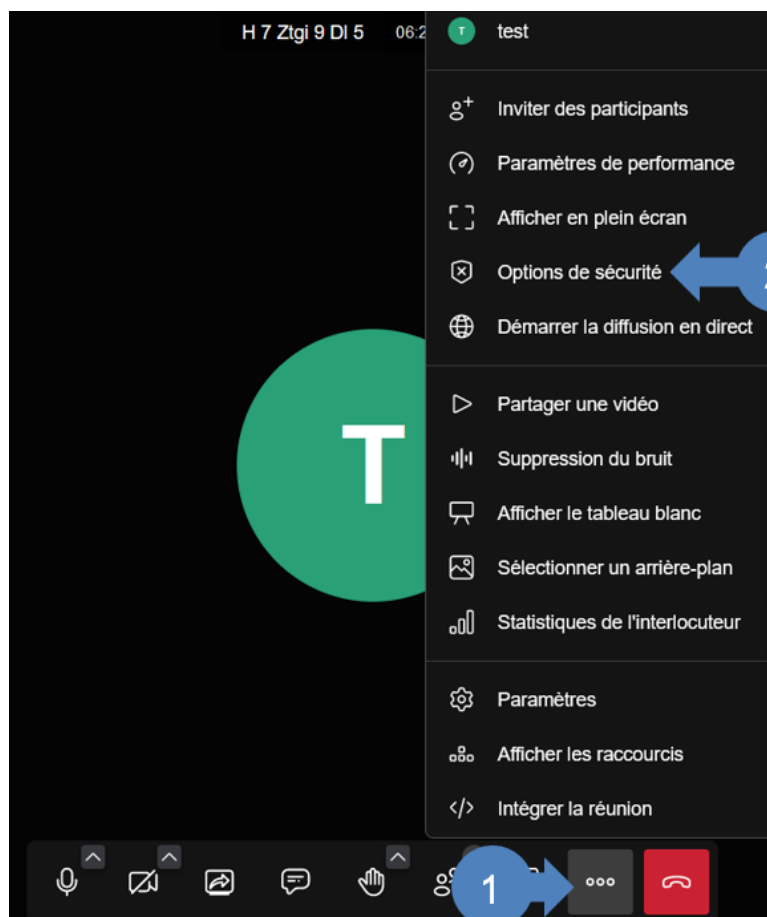 H 7 Ztgi 9 Dl 5 06:2
T test
Inviter des participants
Paramètres de performance
Afficher en plein écran
Options de sécurité
Démarrer la diffusion en direct
T
Partager une vidéo
Suppression du bruit
Afficher le tableau blanc
Sélectionner un arrière-plan
Statistiques de l'interlocuteur
Paramètres
Afficher les raccourcis
Intégrer la réunion
1